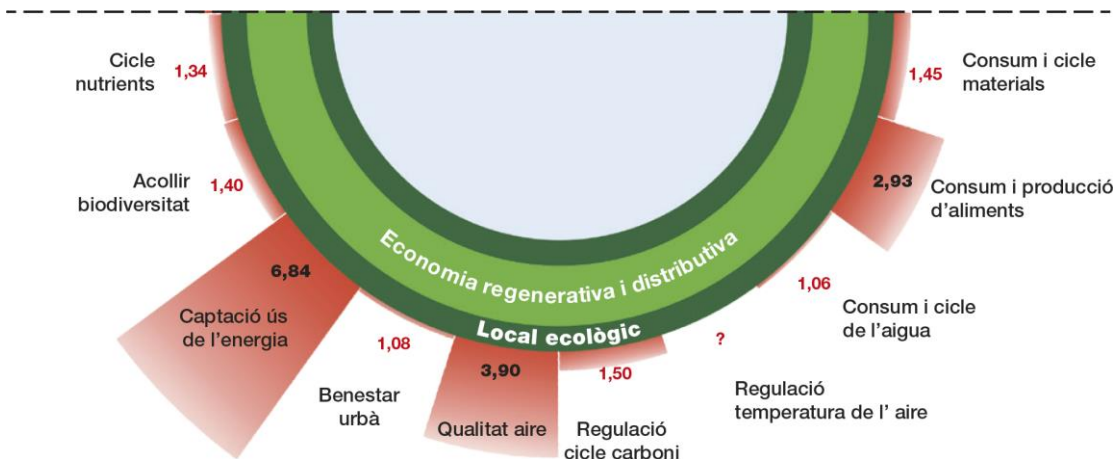 Cicle
nutrients
1,34
1,45
Consum i cicle
materials
Acollir
biodiversitat
1,40
2,93
Consum i producció
d'aliments
Economia regenerativa i distributiva
Local ecològic
6,84
Captació ús
de l'energia
1,06
Consum i cicle
de l'aigua
1,08
Benestar
urbà
3,90
Qualitat aire
1,50
Regulació
cicle carboni
?
Regulació
temperatura de l' aire